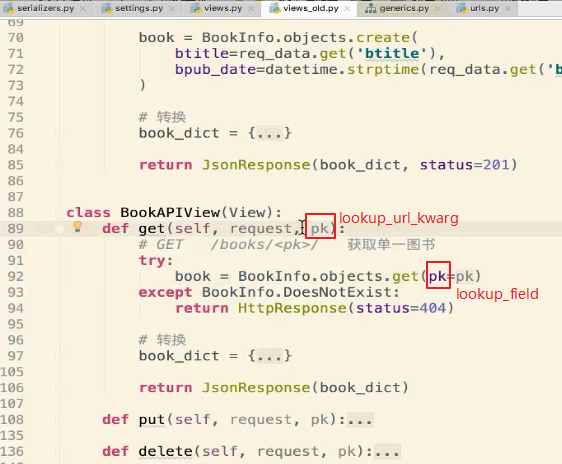 serializers.py × settings.py × views.py × views_old.py × generics.py × urls.py ×
69
70 book = BookInfo.objects.create(
71 btitle=req_data.get('btitle'),
72 bpub_date=datetime.strptime(req_data.get('b
73 )
74
75 # 转换
76 book_dict = {...}
84
85 return JsonResponse(book_dict, status=201)
86
87
88 class BookAPIView(View):
89 def get(self, request, pk): lookup_url_kwarg
90 # GET /books/<pk>/ 获取单一图书
91 try:
92 book = BookInfo.objects.get(pk=pk)
93 except BookInfo.DoesNotExist: lookup_field
94 return HttpResponse(status=404)
95
96 # 转换
97 book_dict = {...}
105
106 return JsonResponse(book_dict)
107
108 def put(self, request, pk):...
135
136 def delete(self, request, pk):...